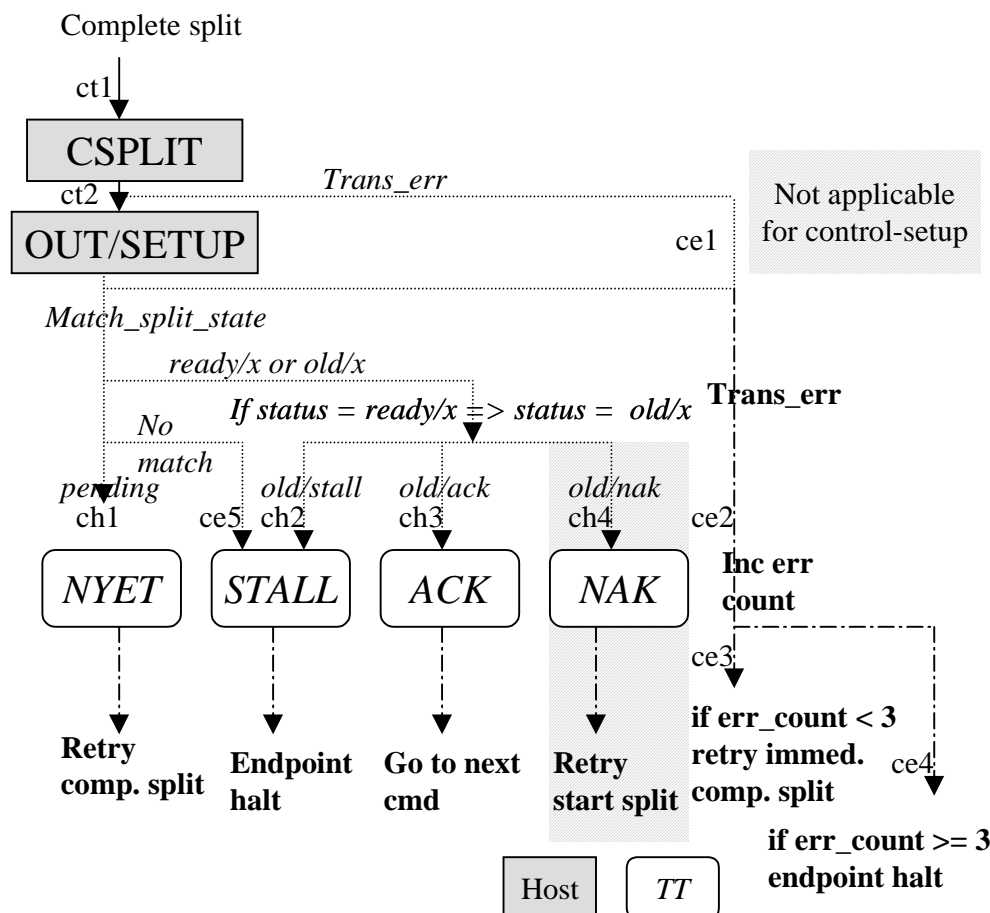 Complete split
ct1
CSPLIT
ct2
Trans_err
Not applicable
for control-setup
OUT/SETUP
ce1
Match_split_state
ready/x or old/x
Trans_err
If status = ready/x => status = old/x
No
match
pending
old/stall
old/ack
old/nak
ch1
ce5
ch2
ch3
ch4
ce2
NYET
STALL
ACK
NAK
Inc err
count
ce3
Retry
comp. split
Endpoint
halt
Go to next
cmd
Retry
start split
if err_count < 3
retry immed.
comp. split
ce4
if err_count >= 3
endpoint halt
Host
TT